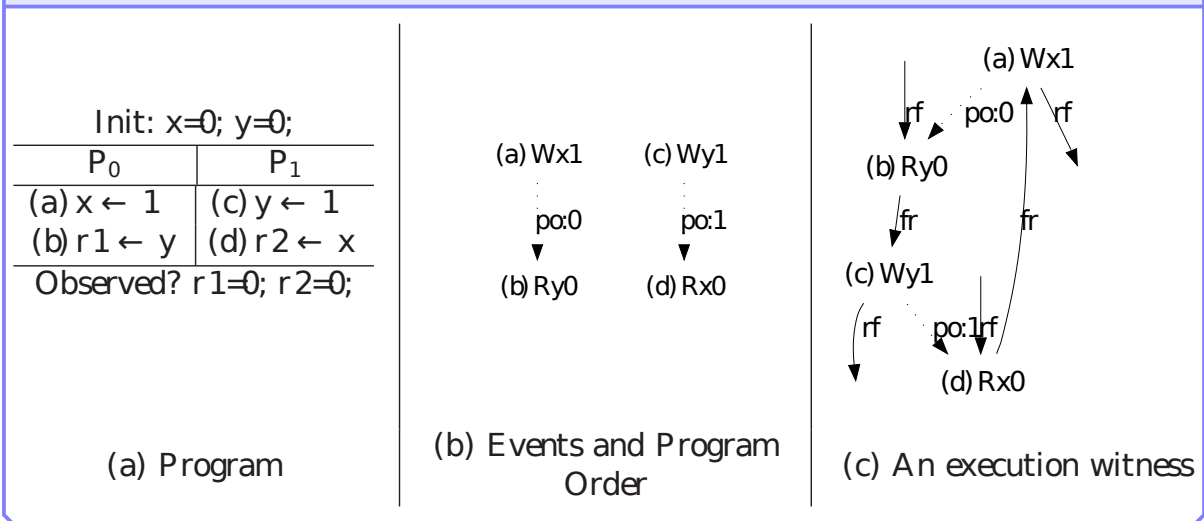 Init: x=0; y=0;
P0 P1
(a) x ← 1 (c) y ← 1
(b) r1 ← y (d) r2 ← x
Observed? r1=0; r2=0;
(a) Program
(a) Wx1 (c) Wy1
po:0 po:1
(b) Ry0 (d) Rx0
(b) Events and Program
Order
(a) Wx1
rf po:0 rf
(b) Ry0
fr fr
(c) Wy1
rf po:1 rf
(d) Rx0
(c) An execution witness